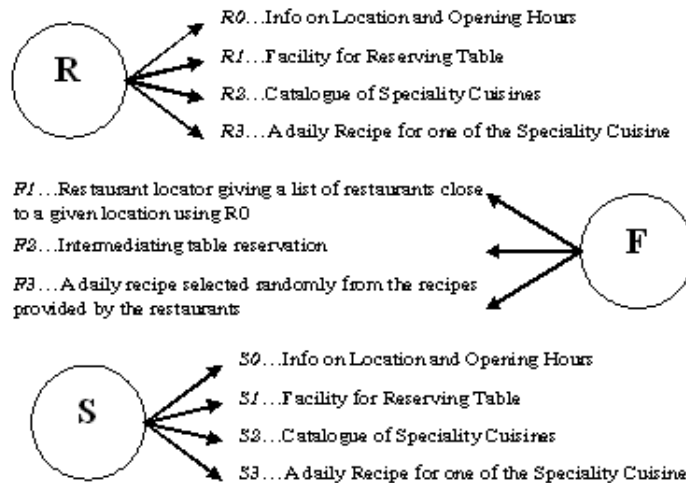 R
R0...Info on Location and Opening Hours
R1...Facility for Reserving Table
R2...Catalogue of Speciality Cuisines
R3...A daily Recipe for one of the Speciality Cuisine
F1...Restaurant locator giving a list of restaurants close
to a given location using R0
F2...Intermediating table reservation
F3...A daily recipe selected randomly from the recipes
provided by the restaurants
F
S
S0...Info on Location and Opening Hours
S1...Facility for Reserving Table
S2...Catalogue of Speciality Cuisines
S3...A daily Recipe for one of the Speciality Cuisine